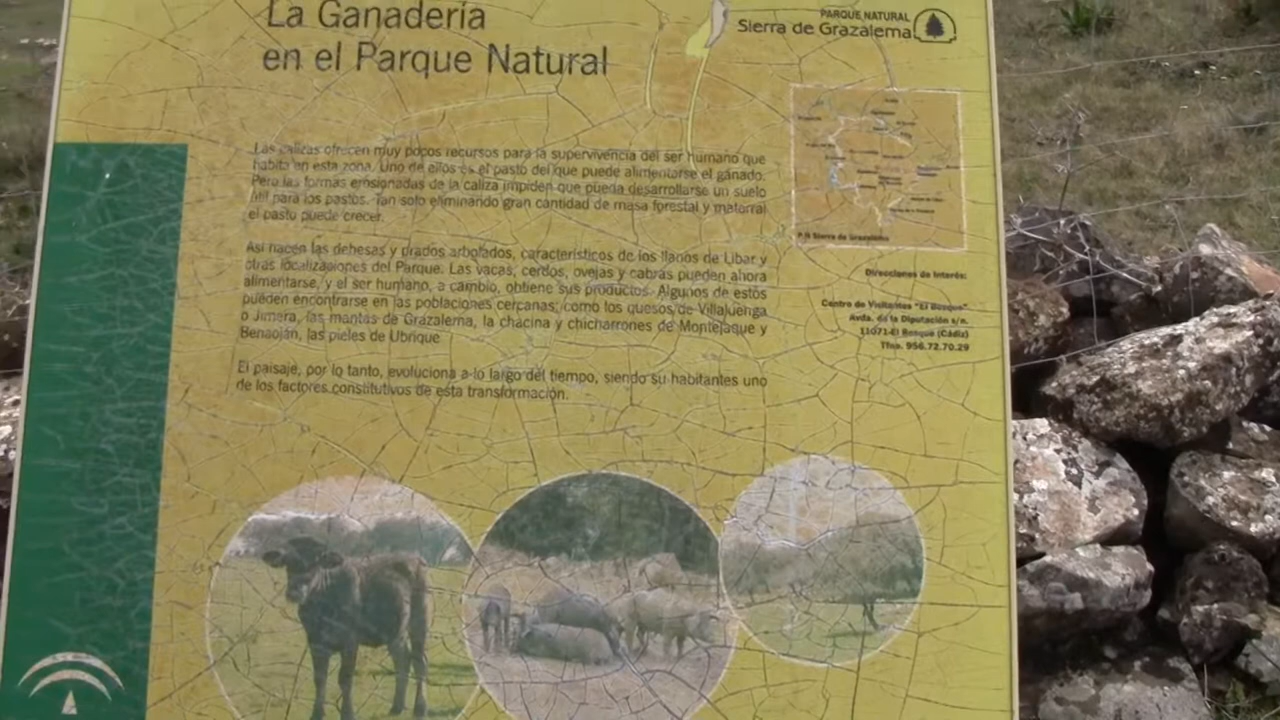 La Ganadería
en el Parque Natural
PARQUE NATURAL
Sierra de Grazalema
Las calizas ofrecen muy pocos recursos para la supervivencia del ser humano que
habita en esta zona. Uno de ellos es el pasto del que puede alimentarse el ganado.
Pero las formas erosionadas de la caliza impiden que pueda desarrollarse un suelo
útil para los pastos. Tan solo eliminando gran cantidad de masa forestal y matorral
el pasto puede crecer.
Así nacen las dehesas y prados arbolados, característicos de los llanos de Líbar y
otras localizaciones del Parque. Las vacas, cerdos, ovejas y cabras pueden ahora
alimentarse, y el ser humano, a cambio, obtiene sus productos. Algunos de estos
pueden encontrarse en las poblaciones cercanas; como los quesos de Villaluenga
o Jimera, las mantas de Grazalema, la chacina y chicharrones de Montejaque y
Benaoján, las pieles de Ubrique
El paisaje, por lo tanto, evoluciona a lo largo del tiempo, siendo su habitantes uno
de los factores constitutivos de esta transformación.
P.N. Sierra de Grazalema
Direcciones de Interés:
Centro de Visitantes "El Bosque".
Avda. de la Diputación s/n.
11071-El Bosque (Cádiz)
Tfno. 956.72.70.29